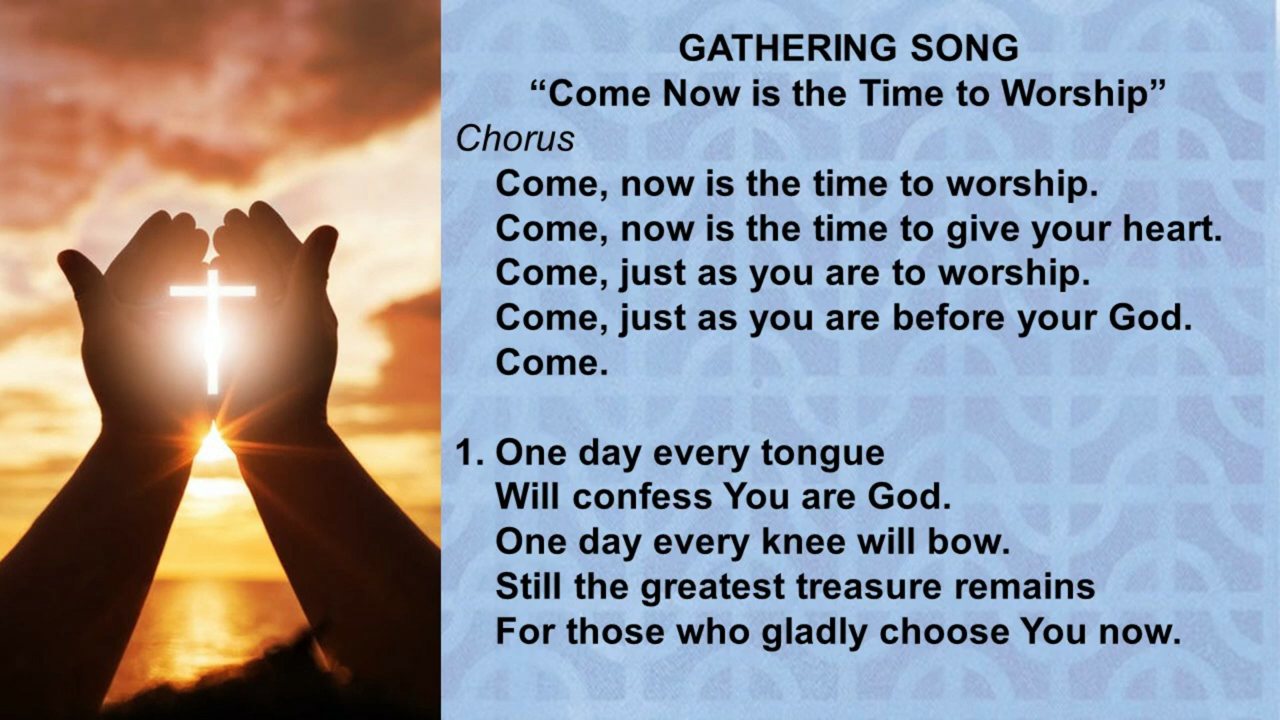 GATHERING SONG
“Come Now is the Time to Worship”
Chorus
Come, now is the time to worship.
Come, now is the time to give your heart.
Come, just as you are to worship.
Come, just as you are before your God.
Come.
1. One day every tongue
Will confess You are God.
One day every knee will bow.
Still the greatest treasure remains
For those who gladly choose You now.